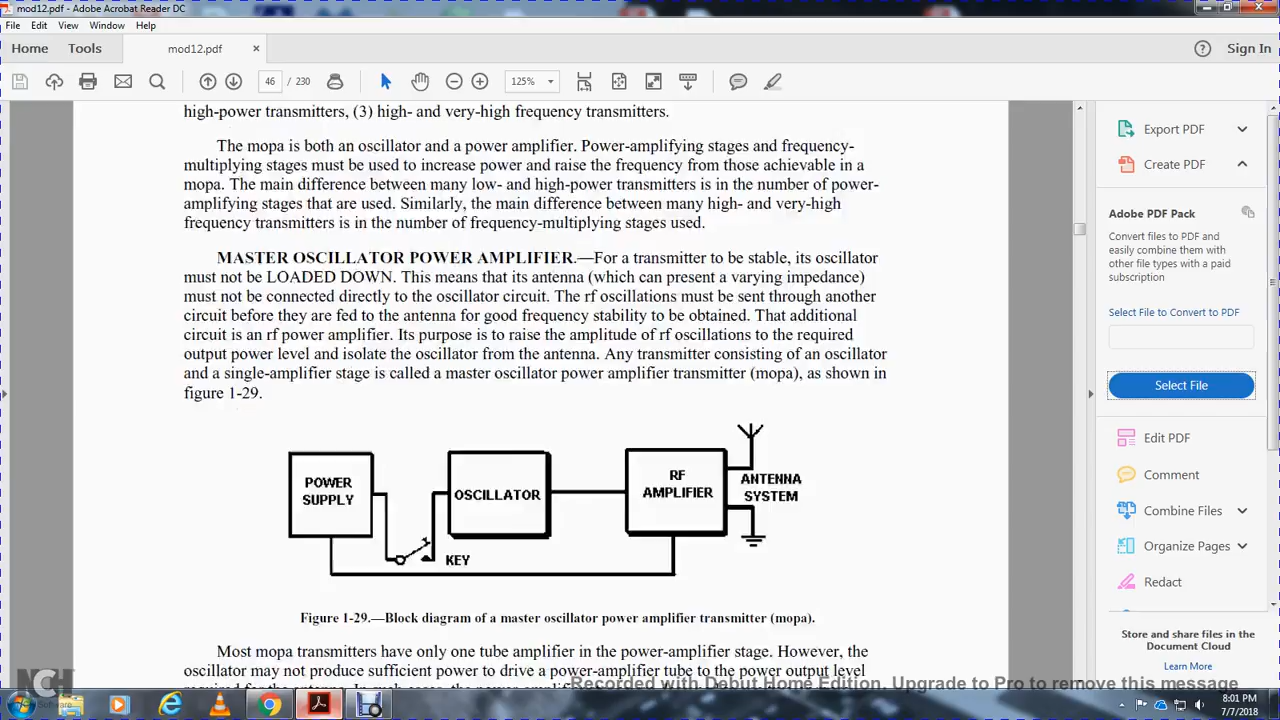 mod12.pdf - Adobe Acrobat Reader DC
File Edit View Window Help
Home Tools mod12.pdf × Sign In
46 / 230 125%
high-power transmitters, (3) high- and very-high frequency transmitters.
The mopa is both an oscillator and a power amplifier. Power-amplifying stages and frequency-
multiplying stages must be used to increase power and raise the frequency from those achievable in a
mopa. The main difference between many low- and high-power transmitters is in the number of power-
amplifying stages that are used. Similarly, the main difference between many high- and very-high
frequency transmitters is in the number of frequency-multiplying stages used.
MASTER OSCILLATOR POWER AMPLIFIER.—For a transmitter to be stable, its oscillator
must not be LOADED DOWN. This means that its antenna (which can present a varying impedance)
must not be connected directly to the oscillator circuit. The rf oscillations must be sent through another
circuit before they are fed to the antenna for good frequency stability to be obtained. That additional
circuit is an rf power amplifier. Its purpose is to raise the amplitude of rf oscillations to the required
output power level and isolate the oscillator from the antenna. Any transmitter consisting of an oscillator
and a single-amplifier stage is called a master oscillator power amplifier transmitter (mopa), as shown in
figure 1-29.
POWER
SUPPLY
KEY
OSCILLATOR
RF
AMPLIFIER
ANTENNA
SYSTEM
Figure 1-29.—Block diagram of a master oscillator power amplifier transmitter (mopa).
Most mopa transmitters have only one tube amplifier in the power-amplifier stage. However, the
oscillator may not produce sufficient power to drive a power-amplifier tube to the power output level
Export PDF
Create PDF
Adobe PDF Pack
Convert files to PDF and
easily combine them with
other file types with a paid
subscription
Select File to Convert to PDF
Select File
Edit PDF
Comment
Combine Files
Organize Pages
Redact
Store and share files in the
Document Cloud
Learn More
NCH
Software
Recorded with Debut Home Edition. Upgrade to Pro to remove this message
8:01 PM
7/7/2018